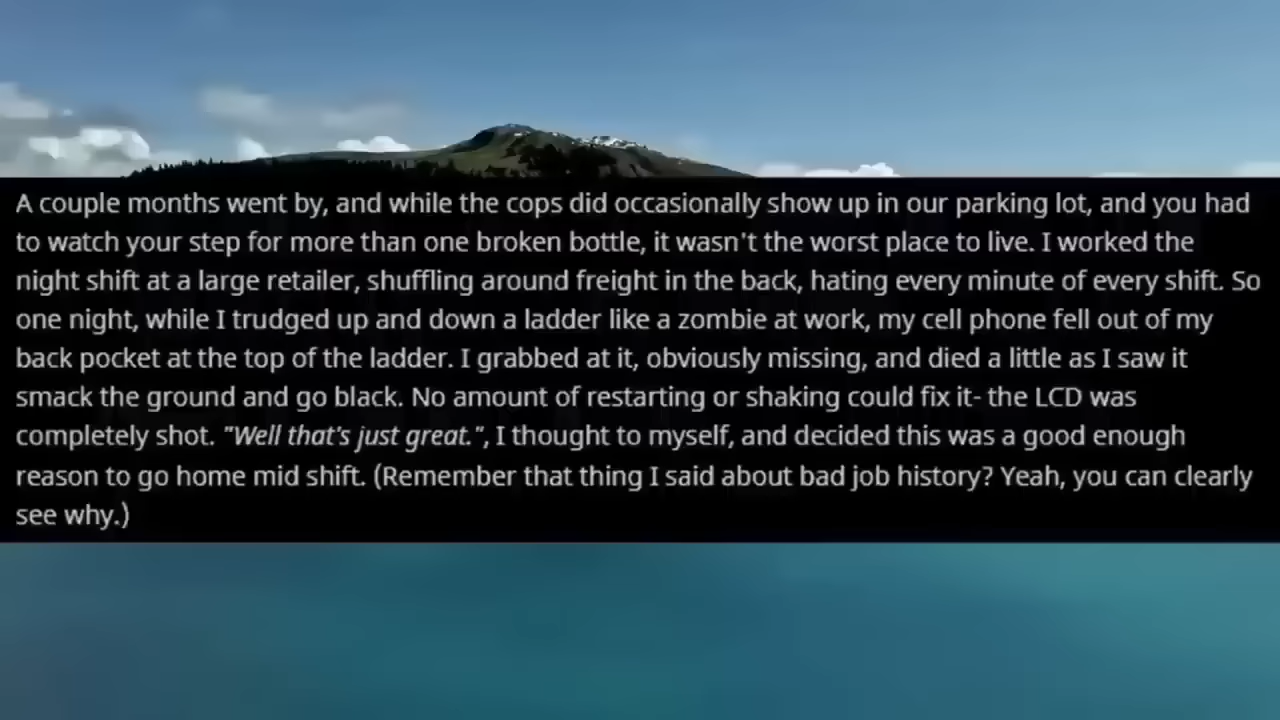 A couple months went by, and while the cops did occasionally show up in our parking lot, and you had
to watch your step for more than one broken bottle, it wasn't the worst place to live. I worked the
night shift at a large retailer, shuffling around freight in the back, hating every minute of every shift. So
one night, while I trudged up and down a ladder like a zombie at work, my cell phone fell out of my
back pocket at the top of the ladder. I grabbed at it, obviously missing, and died a little as I saw it
smack the ground and go black. No amount of restarting or shaking could fix it- the LCD was
completely shot. "Well that's just great.", I thought to myself, and decided this was a good enough
reason to go home mid shift. (Remember that thing I said about bad job history? Yeah, you can clearly
see why.)